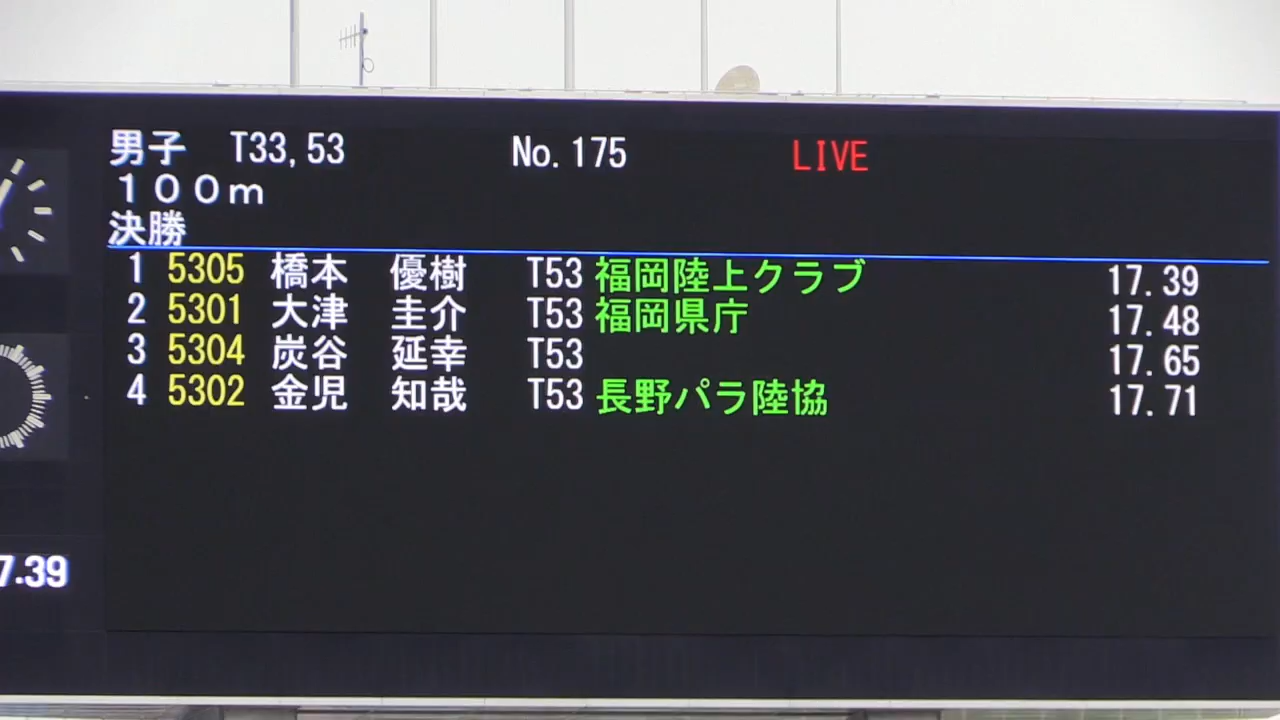 男子 T33,53 No.175 LIVE
100m
決勝
1 5305 橋本 優樹 T53 福岡陸上クラブ 17.39
2 5301 大津 圭介 T53 福岡県庁 17.48
3 5304 炭谷 延幸 T53 17.65
4 5302 金児 知哉 T53 長野パラ陸協 17.71
7.39